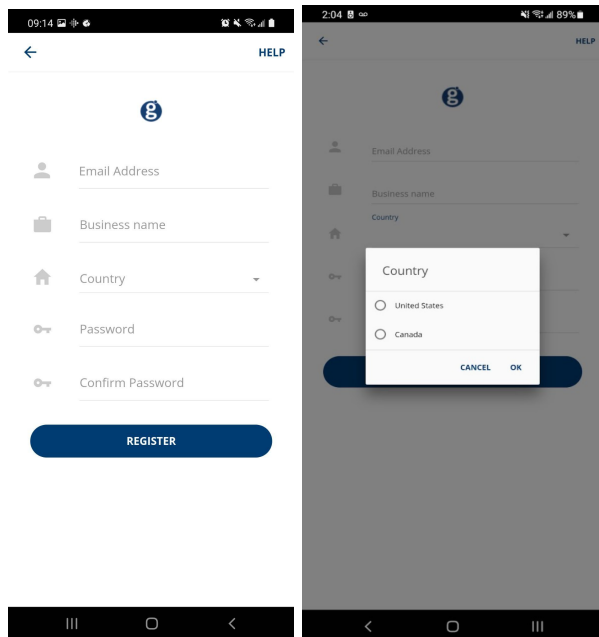 09:14
HELP
g
Email Address
Business name
Country
Password
Confirm Password
REGISTER
2:04 89%
HELP
g
Email Address
Business name
Country
Country
United States
Canada
CANCEL OK